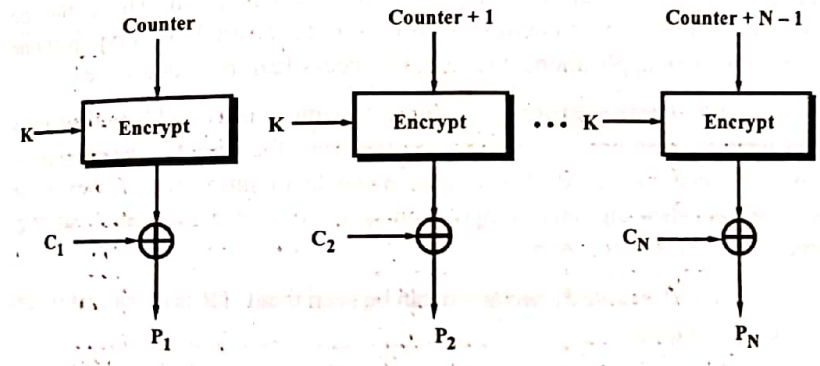 Counter
Counter + 1
Counter + N – 1
K
Encrypt
K
Encrypt
•••
K
Encrypt
C1
C2
CN
P1
P2
PN